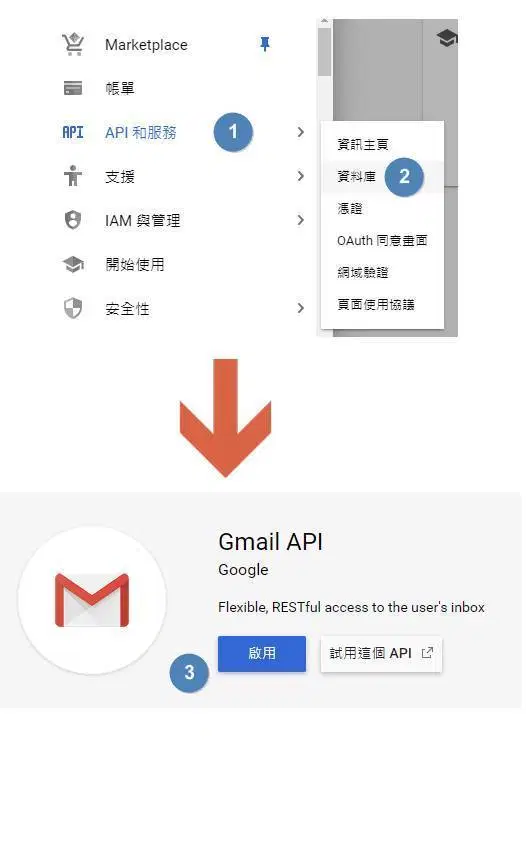 Marketplace
帳單
API API 和服務 1
資訊主頁
支援
資料庫 2
憑證
IAM 與管理
OAuth 同意畫面
開始使用
網域驗證
安全性
頁面使用協議
Gmail API
Google
Flexible, RESTful access to the user's inbox
啟用
試用這個 API
3